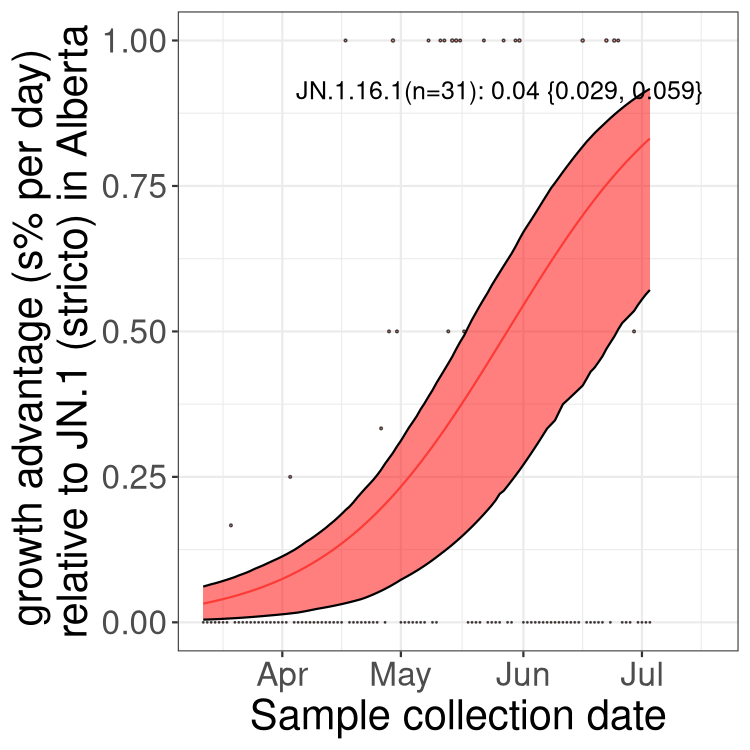 growth advantage (s% per day)
relative to JN.1 (stricto) in Alberta
1.00
0.75
0.50
0.25
0.00
JN.1.16.1(n=31): 0.04 {0.029, 0.059}
Apr May Jun Jul
Sample collection date